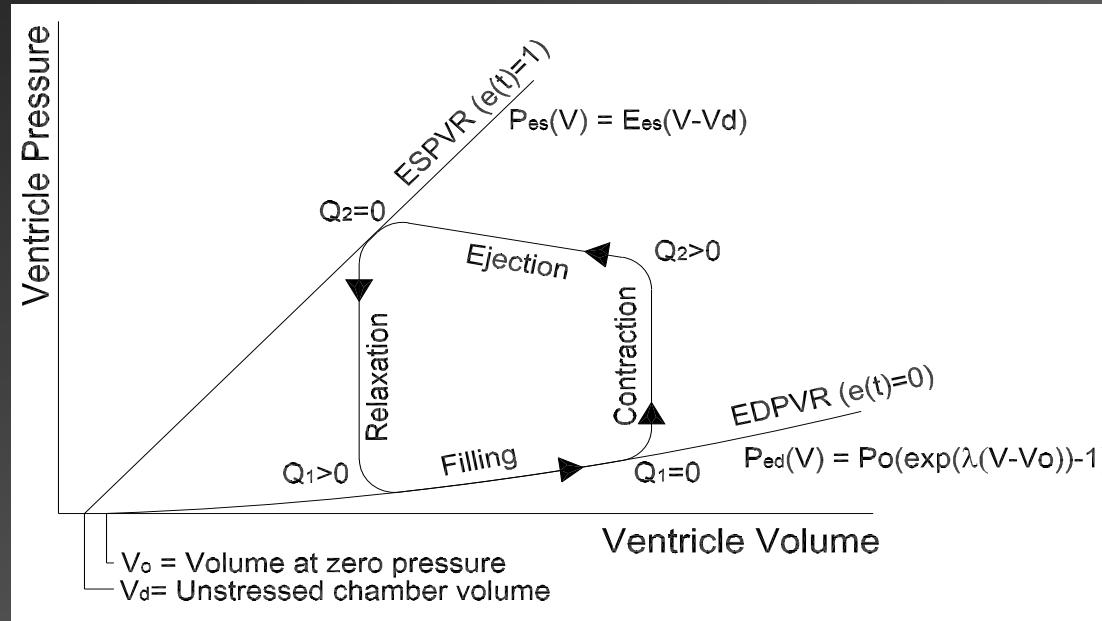 Ventricle Pressure
ESPVR (e(t)=1)
Pes(V) = Ees(V-Vd)
Q2=0
Ejection
Q2>0
Relaxation
Contraction
EDPVR (e(t)=0)
Ped(V) = Po(exp(λ(V-Vo))-1
Q1>0
Filling
Q1=0
Ventricle Volume
Vo = Volume at zero pressure
Vd= Unstressed chamber volume